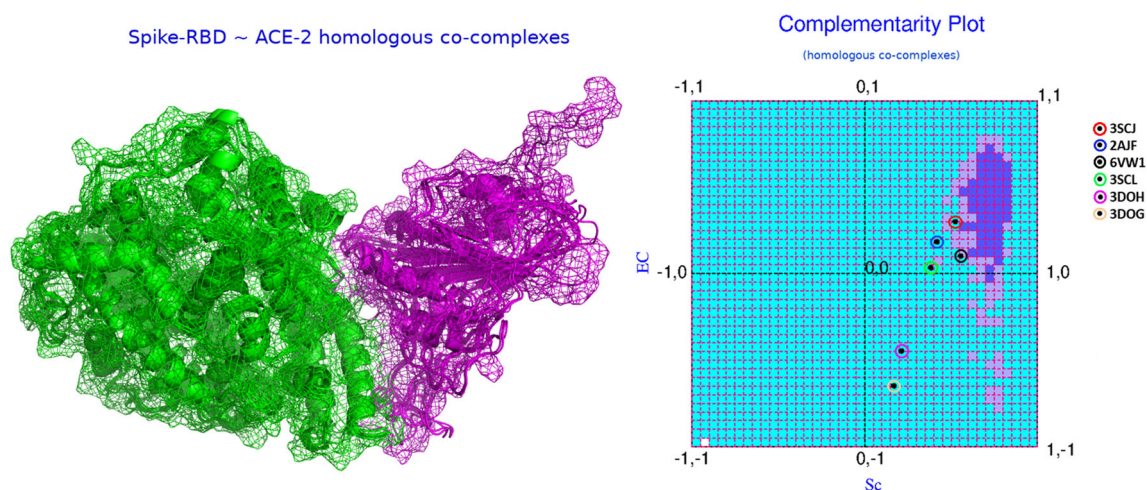 Spike-RBD ~ ACE-2 homologous co-complexes
Complementarity Plot
(homologous co-complexes)
-1,1
0,1
1,1
3SCJ
2AJF
6VW1
3SCL
3DOH
3DOG
EC
-1,0
0,0
1,0
-1,-1
0,-1
1,-1
Sc